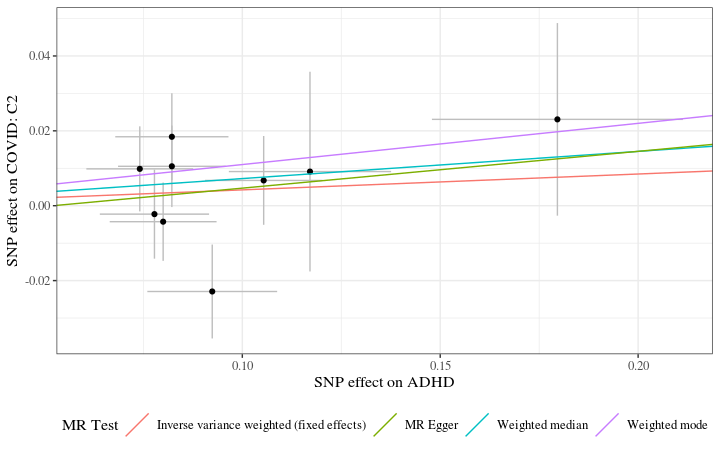 SNP effect on COVID: C2
0.04
0.02
0.00
-0.02
0.10
0.15
0.20
SNP effect on ADHD
MR Test
Inverse variance weighted (fixed effects)
MR Egger
Weighted median
Weighted mode